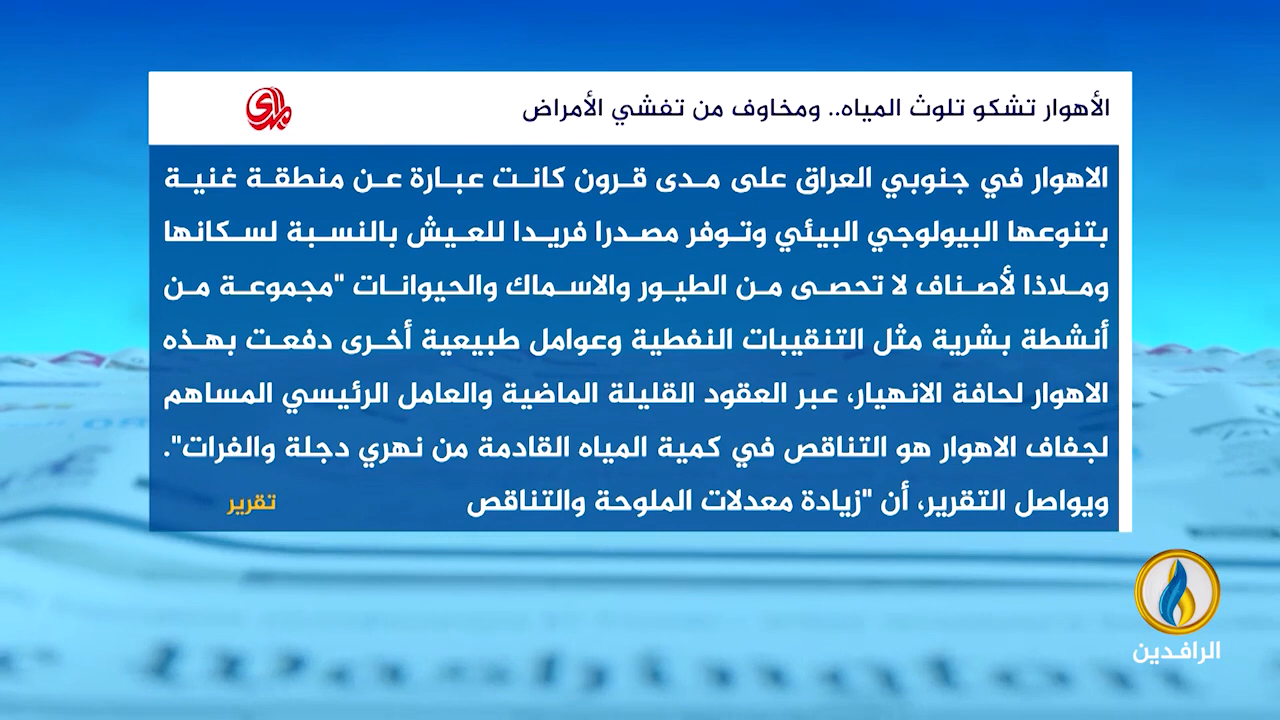 الأهوار تشكو تلوث المياه.. ومخاوف من تفشي الأمراض
المدى
الاهوار في جنوبي العراق على مدى قرون كانت عبارة عن منطقة غنية
بتنوعها البيولوجي البيئي وتوفر مصدرا فريدا للعيش بالنسبة لسكانها
وملاذا لأصناف لا تحصى من الطيور والاسماك والحيوانات "مجموعة من
أنشطة بشرية مثل التنقيبات النفطية وعوامل طبيعية أخرى دفعت بهذه
الاهوار لحافة الانهيار، عبر العقود القليلة الماضية والعامل الرئيسي المساهم
لجفاف الاهوار هو التناقص في كمية المياه القادمة من نهري دجلة والفرات".
ويواصل التقرير، أن "زيادة معدلات الملوحة والتناقص
تقرير
الرافدين